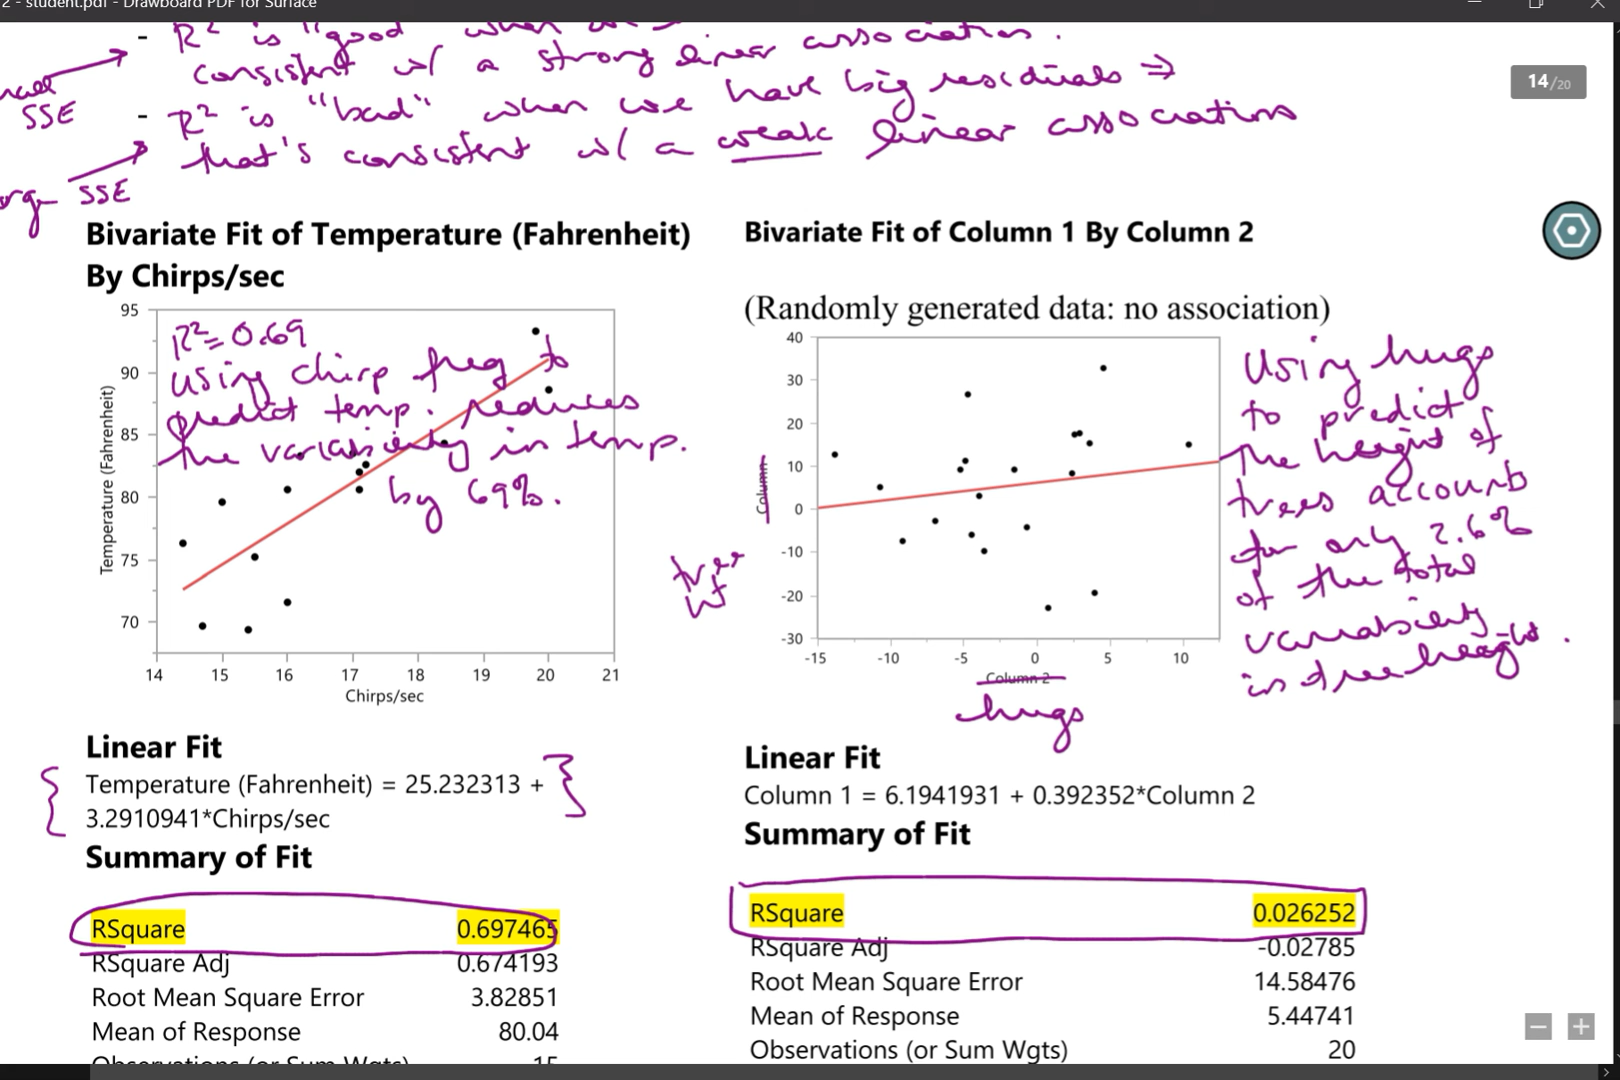 2 - student.pdf - Drawboard PDF for Surface
14/20
- R² is "good" when
consistent w/ a strong linear association.
SSE
- R² is "bad" when we have big residuals ⇒
that's consistent w/ a weak linear association
SSE
Bivariate Fit of Temperature (Fahrenheit)
By Chirps/sec
95
90
85
80
75
70
Temperature (Fahrenheit)
R² = 0.69
using chirp freq to
predict temp. reduces
the variability in temp.
by 69%.
14 15 16 17 18 19 20 21
Chirps/sec
Linear Fit
Temperature (Fahrenheit) = 25.232313 +
3.2910941*Chirps/sec
Summary of Fit
RSquare 0.697465
RSquare Adj 0.674193
Root Mean Square Error 3.82851
Mean of Response 80.04
Observations (or Sum Wgts) 15
Bivariate Fit of Column 1 By Column 2
(Randomly generated data: no association)
40
30
20
10
0
-10
-20
-30
Column
tree
ht
-15 -10 -5 0 5 10
Column 2
hugs
Using hugs
to predict
the height of
trees accounts
for only 2.6%
of the total
variability
in tree height.
Linear Fit
Column 1 = 6.1941931 + 0.392352*Column 2
Summary of Fit
RSquare 0.026252
RSquare Adj -0.02785
Root Mean Square Error 14.58476
Mean of Response 5.44741
Observations (or Sum Wgts) 20